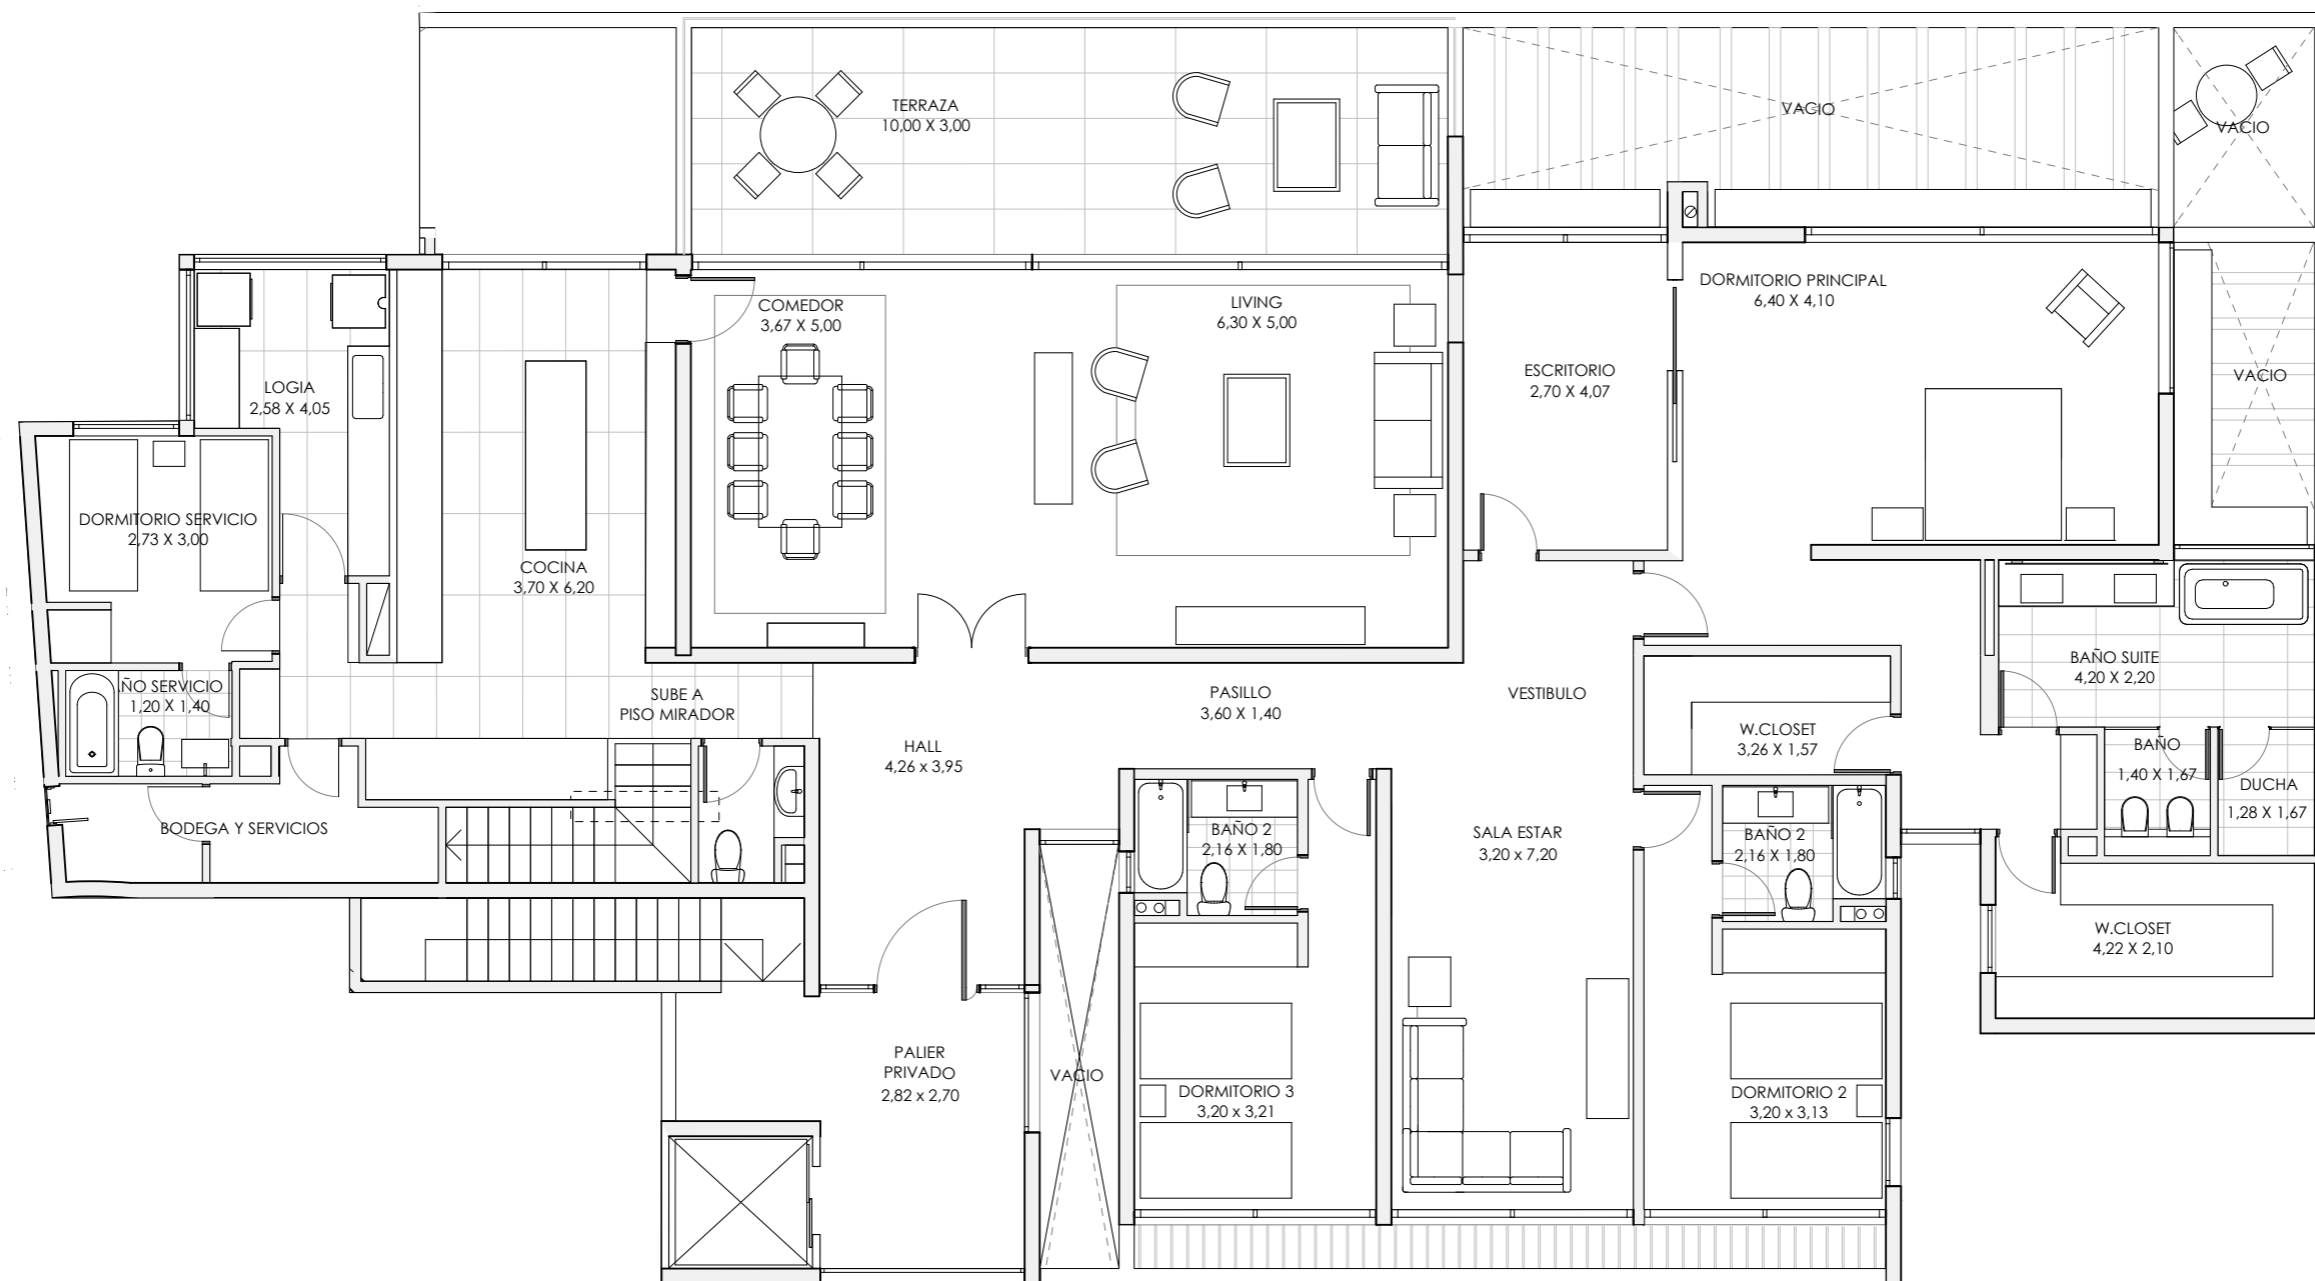 TERRAZA
10,00 X 3,00
VACIO
VACIO
COMEDOR
3,67 X 5,00
LIVING
6,30 X 5,00
DORMITORIO PRINCIPAL
6,40 X 4,10
ESCRITORIO
2,70 X 4,07
VACIO
LOGIA
2,58 X 4,05
DORMITORIO SERVICIO
2,73 X 3,00
COCINA
3,70 X 6,20
ÑO SERVICIO
1,20 X 1,40
SUBE A
PISO MIRADOR
PASILLO
3,60 X 1,40
VESTIBULO
BAÑO SUITE
4,20 X 2,20
W.CLOSET
3,26 X 1,57
HALL
4,26 x 3,95
BAÑO
1,40 X 1,67
DUCHA
1,28 X 1,67
BODEGA Y SERVICIOS
BAÑO 2
2,16 X 1,80
SALA ESTAR
3,20 x 7,20
BAÑO 2
2,16 X 1,80
W.CLOSET
4,22 X 2,10
PALIER
PRIVADO
2,82 x 2,70
VACIO
DORMITORIO 3
3,20 x 3,21
DORMITORIO 2
3,20 x 3,13